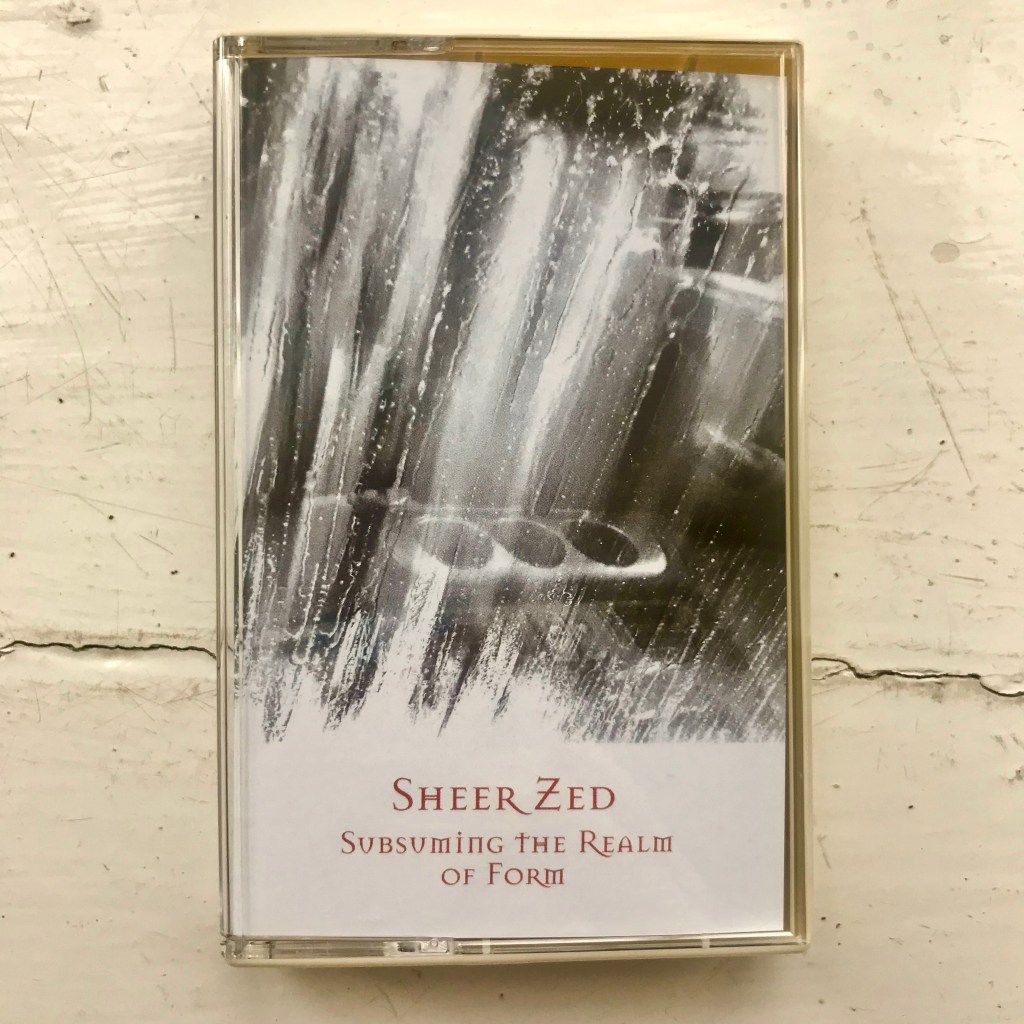 Sheer Zed
Subsuming the Realm
of Form